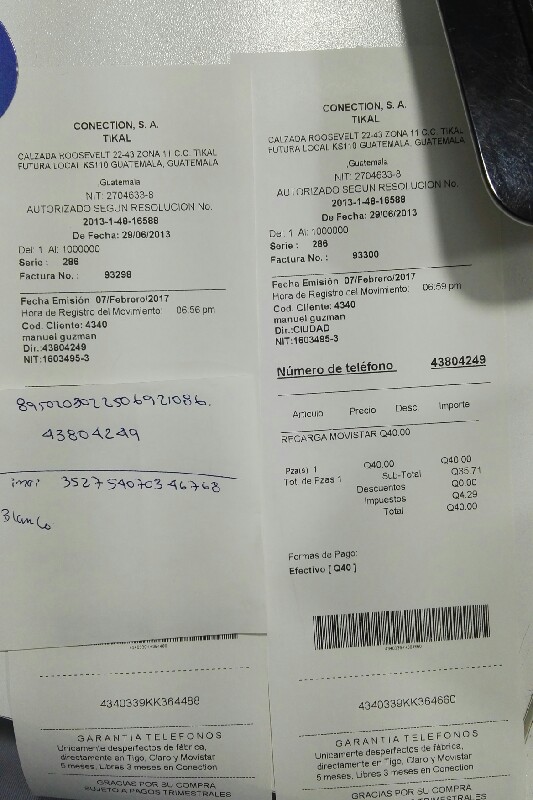 CONECTION, S. A.
TIKAL
CALZADA ROOSEVELT 22-43 ZONA 11 C.C. TIKAL
FUTURA LOCAL KS110 GUATEMALA, GUATEMALA
,Guatemala
NIT: 2704633-8
AUTORIZADO SEGUN RESOLUCION No.
2013-1-48-16588
De Fecha: 29/06/2013
Del: 1 Al: 1000000
Serie : 286
Factura No. : 93298
Fecha Emisión 07/Febrero/2017
Hora de Registro del Movimiento: 06:56 pm
Cod. Cliente: 4340
manuel guzman
Dir.:43804249
NIT:1603495-3
43804249
imei 352754070346768
Blanco
4340339KK364468
GARANTIA TELEFONOS
Unicamente desperfectos de fábrica,
directamente en Tigo, Claro y Movistar
6 meses, Libres 3 meses en Conection
GRACIAS POR SU COMPRA
SUJETO A PAGOS TRIMESTRALES
CONECTION, S. A.
TIKAL
CALZADA ROOSEVELT 22-43 ZONA 11 C.C. TIKAL
FUTURA LOCAL KS110 GUATEMALA, GUATEMALA
,Guatemala
NIT: 2704633-8
AUTORIZADO SEGUN RESOLUCION No.
2013-1-48-16588
De Fecha: 29/06/2013
Del: 1 Al: 1000000
Serie : 286
Factura No. : 93300
Fecha Emisión 07/Febrero/2017
Hora de Registro del Movimiento: 06:59 pm
Cod. Cliente: 4340
manuel guzman
Dir.:CIUDAD
NIT:1603495-3
Número de teléfono 43804249
Articulo Precio Desc Importe
RECARGA MOVISTAR Q40.00
Pza(s) 1 Q40.00 Q40.00
Tot. de Pzas 1 Sub-Total Q35.71
Descuentos Q0.00
Impuestos Q4.29
Total Q40.00
Formas de Pago:
Efectivo [ Q40 ]
4340339KK36466C
GARANTIA TELEFONOS
Unicamente desperfectos de fábrica,
directamente en Tigo, Claro y Movistar
6 meses, Libres 3 meses en Conection
GRACIAS POR SU COMPRA